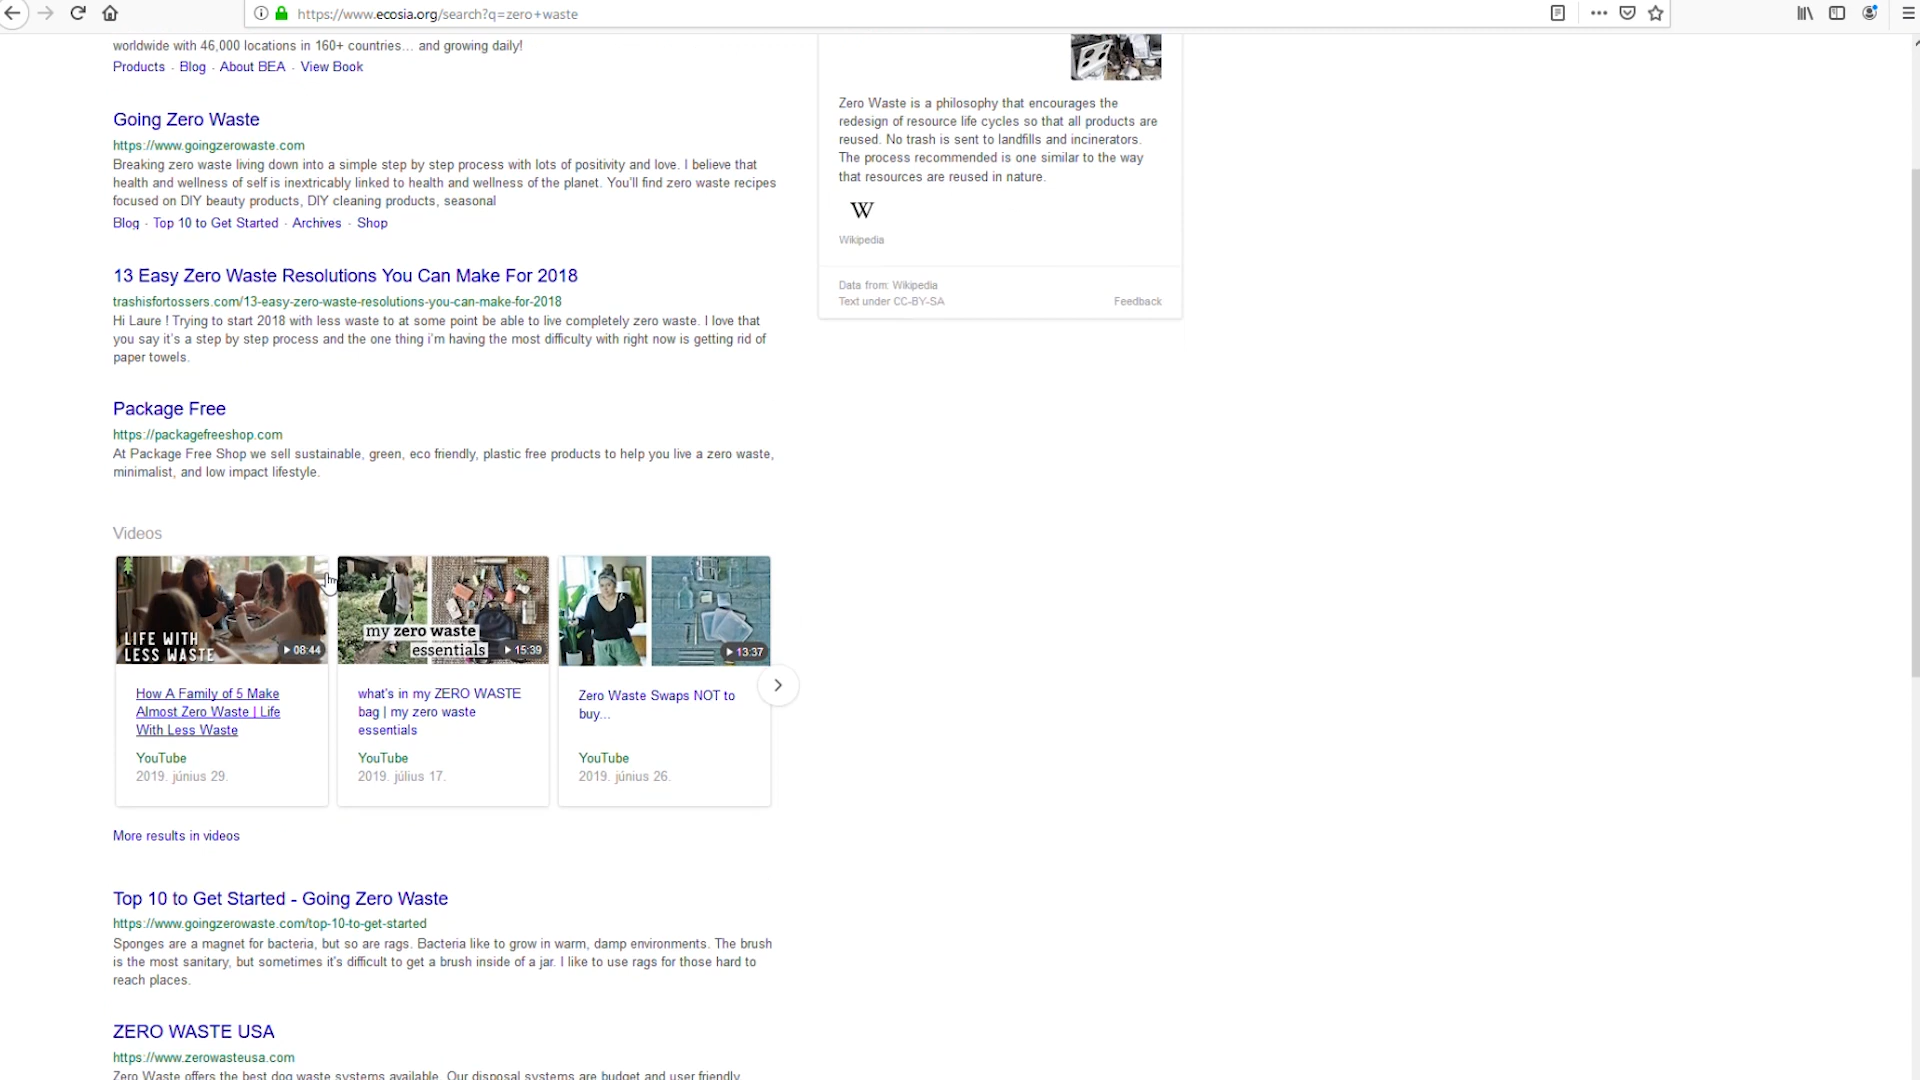 https://www.ecosia.org/search?q=zero+waste
worldwide with 46,000 locations in 160+ countries... and growing daily!
Products · Blog · About BEA · View Book
Going Zero Waste
https://www.goingzerowaste.com
Breaking zero waste living down into a simple step by step process with lots of positivity and love. I believe that
health and wellness of self is inextricably linked to health and wellness of the planet. You'll find zero waste recipes
focused on DIY beauty products, DIY cleaning products, seasonal
Blog · Top 10 to Get Started · Archives · Shop
13 Easy Zero Waste Resolutions You Can Make For 2018
trashisfortossers.com/13-easy-zero-waste-resolutions-you-can-make-for-2018
Hi Laure ! Trying to start 2018 with less waste to at some point be able to live completely zero waste. I love that
you say it's a step by step process and the one thing i'm having the most difficulty with right now is getting rid of
paper towels.
Package Free
https://packagefreeshop.com
At Package Free Shop we sell sustainable, green, eco friendly, plastic free products to help you live a zero waste,
minimalist, and low impact lifestyle.
Videos
LIFE WITH
LESS WASTE
08:44
How A Family of 5 Make
Almost Zero Waste | Life
With Less Waste
YouTube
2019. június 29.
my zero waste
essentials
15:39
what's in my ZERO WASTE
bag | my zero waste
essentials
YouTube
2019. július 17.
13:37
Zero Waste Swaps NOT to
buy...
YouTube
2019. június 26.
More results in videos
Top 10 to Get Started - Going Zero Waste
https://www.goingzerowaste.com/top-10-to-get-started
Sponges are a magnet for bacteria, but so are rags. Bacteria like to grow in warm, damp environments. The brush
is the most sanitary, but sometimes it's difficult to get a brush inside of a jar. I like to use rags for those hard to
reach places.
ZERO WASTE USA
https://www.zerowasteusa.com
Zero Waste offers the best dog waste systems available. Our disposal systems are budget and user friendly
Zero Waste is a philosophy that encourages the
redesign of resource life cycles so that all products are
reused. No trash is sent to landfills and incinerators.
The process recommended is one similar to the way
that resources are reused in nature.
W
Wikipedia
Data from: Wikipedia
Text under CC-BY-SA
Feedback